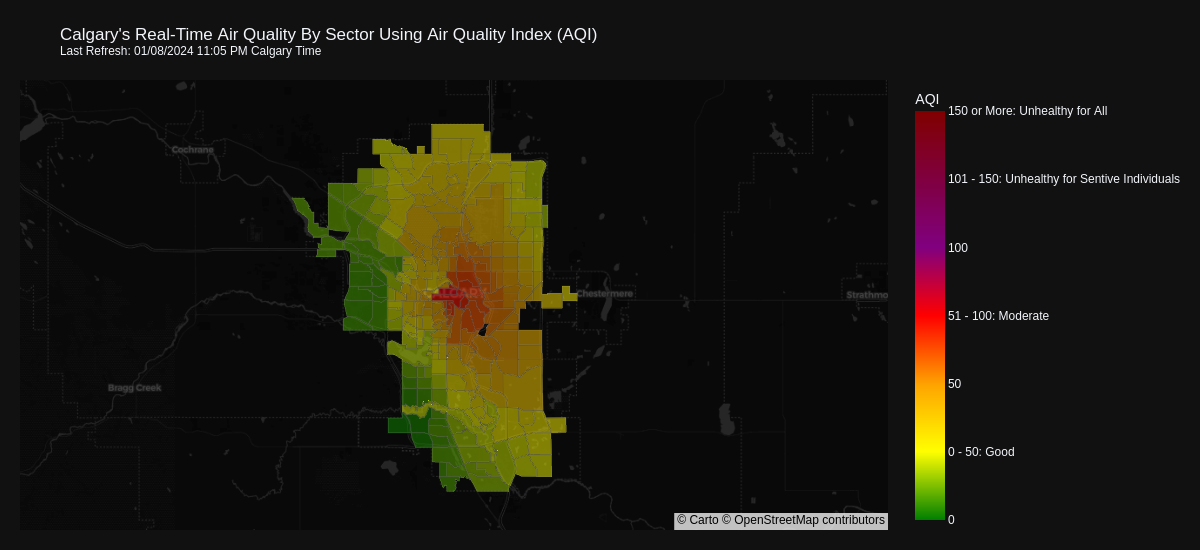 Calgary's Real-Time Air Quality By Sector Using Air Quality Index (AQI)
Last Refresh: 01/08/2024 11:05 PM Calgary Time
AQI
150 or More: Unhealthy for All
Cochrane
101 - 150: Unhealthy for Sentive Individuals
100
CALGARY
Chestermere
Strathmo
51 - 100: Moderate
Bragg Creek
50
0 - 50: Good
0
© Carto © OpenStreetMap contributors